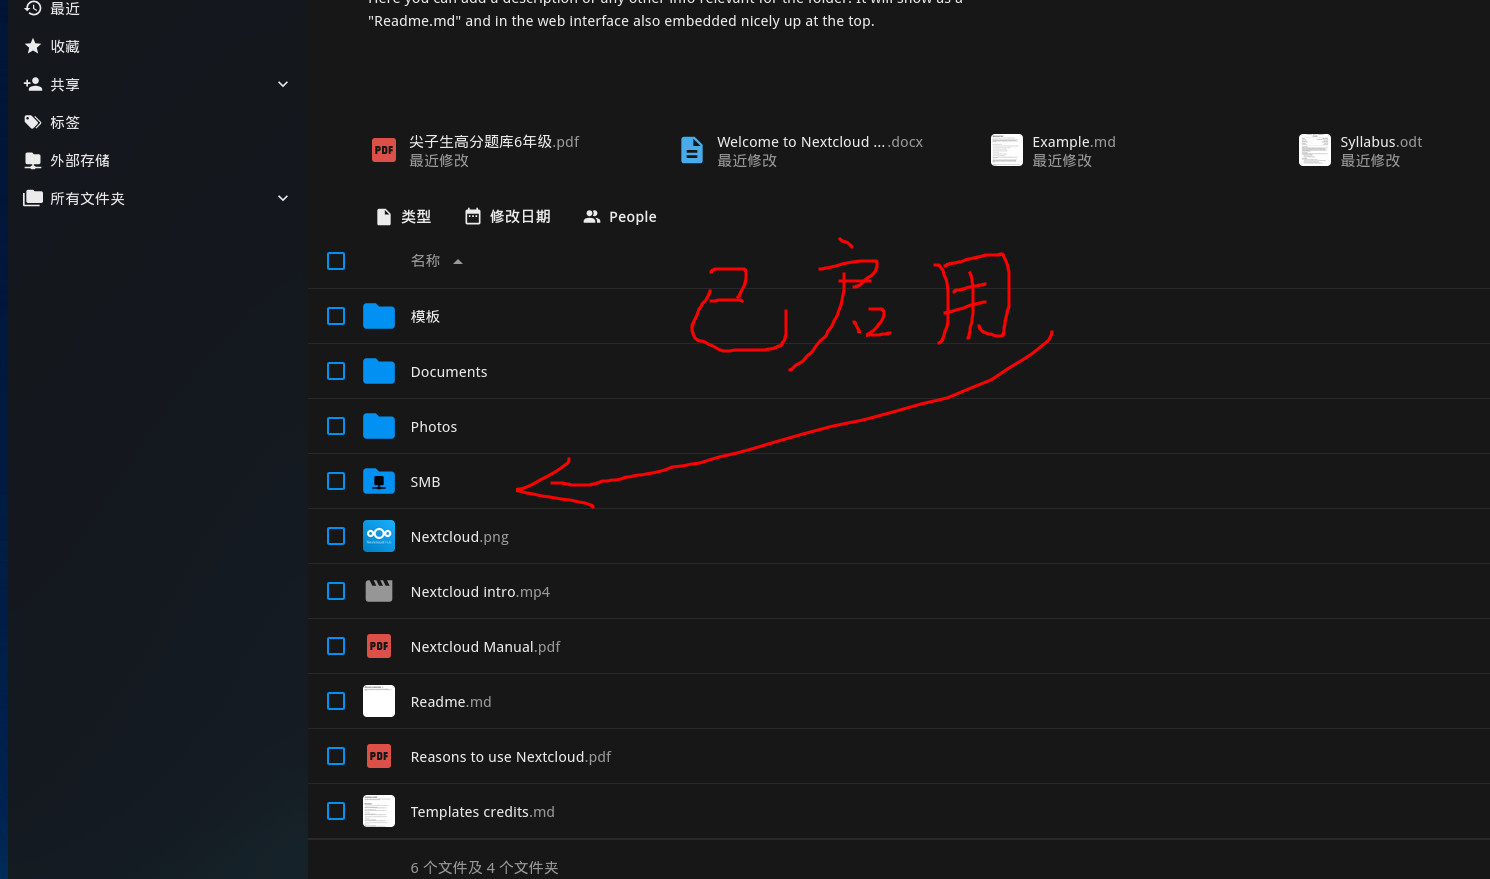 最近
"Readme.md" and in the web interface also embedded nicely up at the top.
收藏
共享
标签
外部存储
所有文件夹
尖子生高分题库6年级.pdf
最近修改
Welcome to Nextcloud ... .docx
最近修改
Example.md
最近修改
Syllabus.odt
最近修改
类型 修改日期 People
名称
已启用
模板
Documents
Photos
SMB
Nextcloud.png
Nextcloud intro.mp4
PDF Nextcloud Manual.pdf
Readme.md
PDF Reasons to use Nextcloud.pdf
Templates credits.md
6 个文件及 4 个文件夹